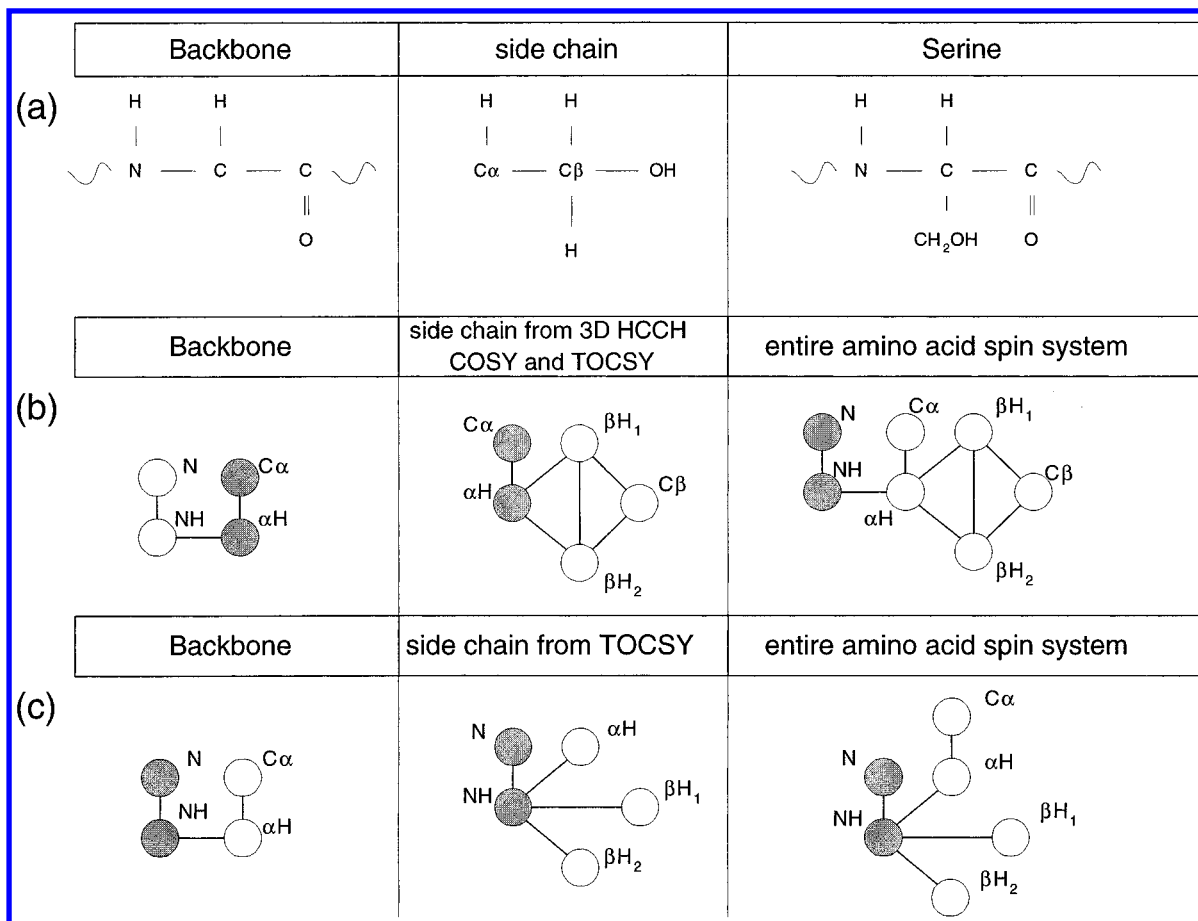 Backbone side chain Serine
(a)
H H H H H H
N C C Cα Cβ OH N C C
O H CH₂OH O
Backbone side chain from 3D HCCH COSY and TOCSY entire amino acid spin system
(b)
N Cα
NH αH
Cα βH₁
αH Cβ
βH₂
N Cα βH₁
NH Cβ
αH
βH₂
Backbone side chain from TOCSY entire amino acid spin system
(c)
N Cα
NH αH
N αH
NH βH₁
βH₂
Cα
N αH
NH βH₁
βH₂